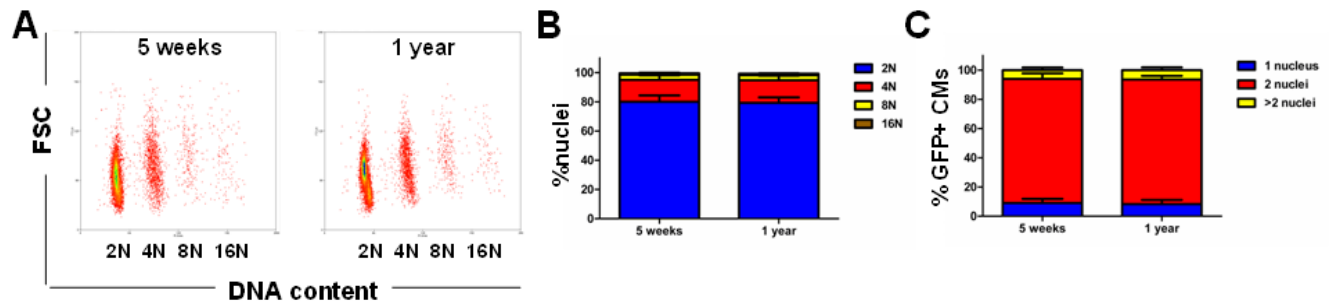 A
5 weeks
1 year
FSC
2N 4N 8N 16N
2N 4N 8N 16N
DNA content
B
%nuclei
100
80
60
40
20
0
5 weeks
1 year
2N
4N
8N
16N
C
% GFP+ CMs
100
80
60
40
20
0
5 weeks
1 year
1 nucleus
2 nuclei
>2 nuclei